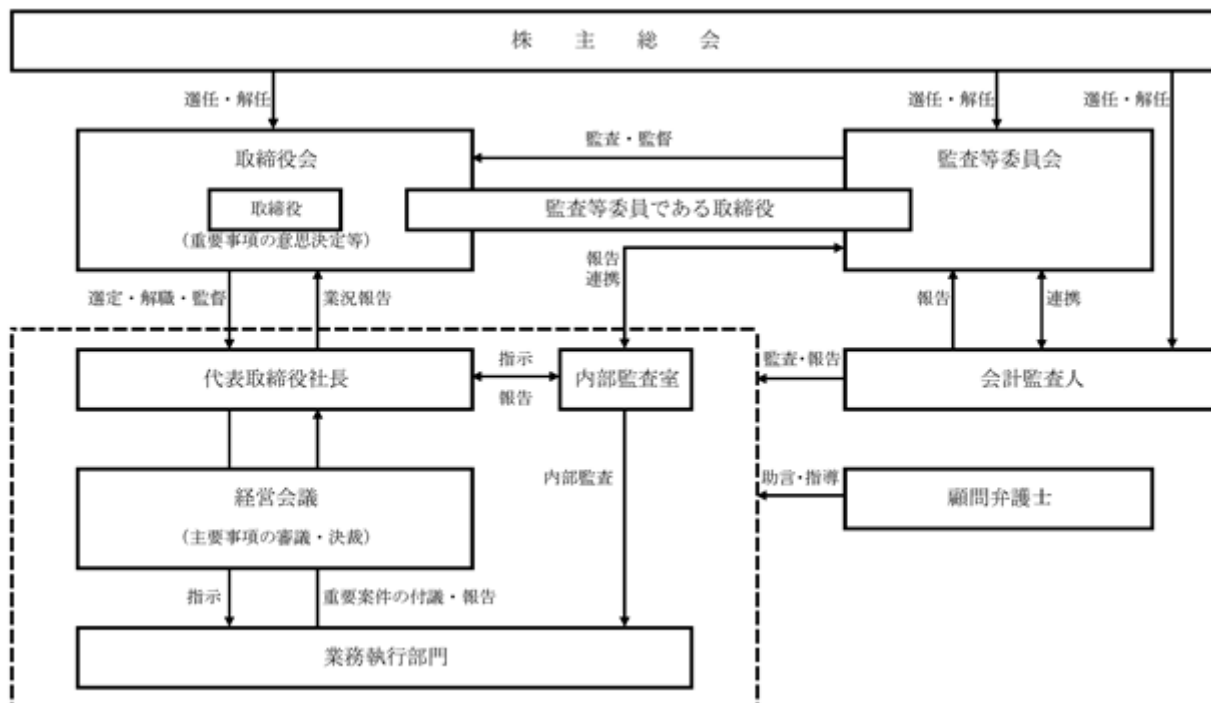 株主総会
選任・解任
選任・解任
選任・解任
取締役会
監査・監督
監査等委員会
取締役
監査等委員である取締役
(重要事項の意思決定等)
報告
連携
選定・解職・監督
業況報告
報告
連携
代表取締役社長
指示
報告
内部監査室
監査・報告
会計監査人
経営会議
(主要事項の審議・決裁)
内部監査
助言・指導
顧問弁護士
指示
重要案件の付議・報告
業務執行部門